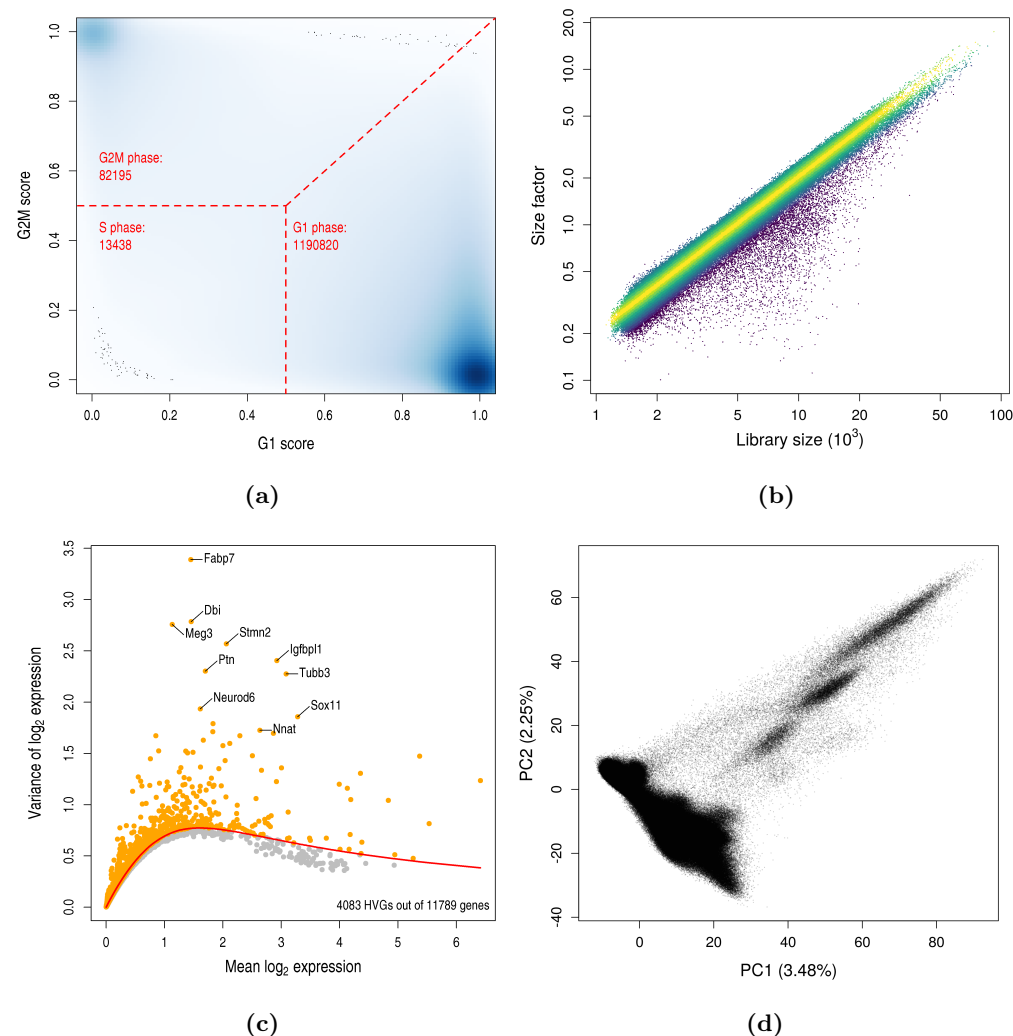 G2M score
1.0
0.8
0.6
0.4
0.2
0.0
G2M phase:
82195
S phase:
13438
G1 phase:
1190820
0.0 0.2 0.4 0.6 0.8 1.0
G1 score
(a)
Size factor
20.0
10.0
5.0
2.0
1.0
0.5
0.2
0.1
1 2 5 10 20 50 100
Library size (10³)
(b)
Variance of log₂ expression
3.5
3.0
2.5
2.0
1.5
1.0
0.5
0.0
Fabp7
Dbi
Meg3
Stmn2
Ptn
Igfbpl1
Tubb3
Neurod6
Sox11
Nnat
4083 HVGs out of 11789 genes
0 1 2 3 4 5 6
Mean log₂ expression
(c)
PC2 (2.25%)
60
40
20
0
-20
-40
0 20 40 60 80
PC1 (3.48%)
(d)